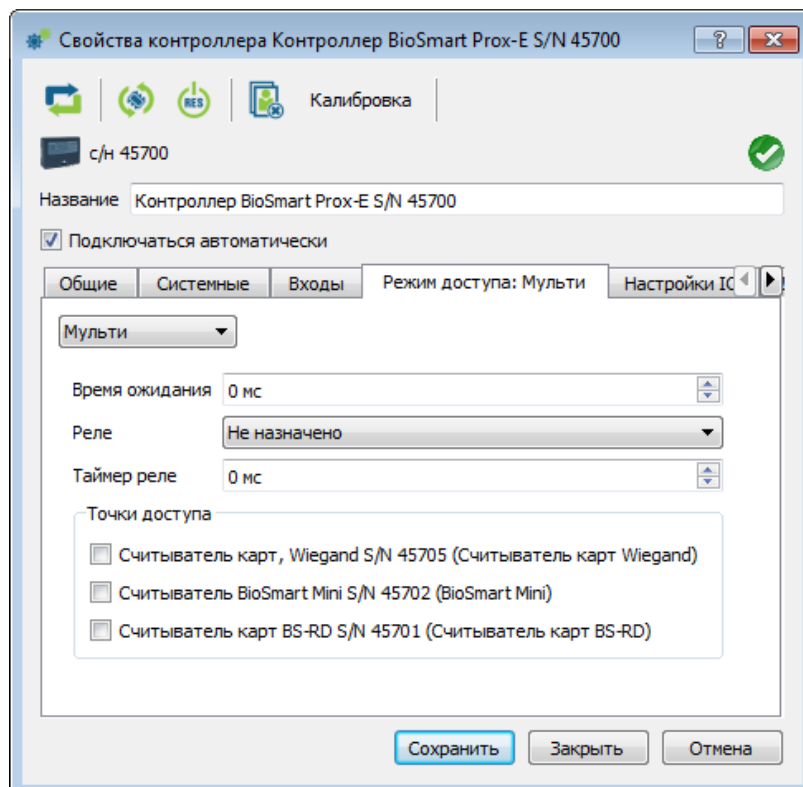 Свойства контроллера Контроллер BioSmart Prox-E S/N 45700
RES Калибровка
с/н 45700
Название Контроллер BioSmart Prox-E S/N 45700
Подключаться автоматически
Общие Системные Входы Режим доступа: Мульти Настройки
Мульти
Время ожидания 0 мс
Реле Не назначено
Таймер реле 0 мс
Точки доступа
Считыватель карт, Wiegand S/N 45705 (Считыватель карт Wiegand)
Считыватель BioSmart Mini S/N 45702 (BioSmart Mini)
Считыватель карт BS-RD S/N 45701 (Считыватель карт BS-RD)
Сохранить Закрыть Отмена